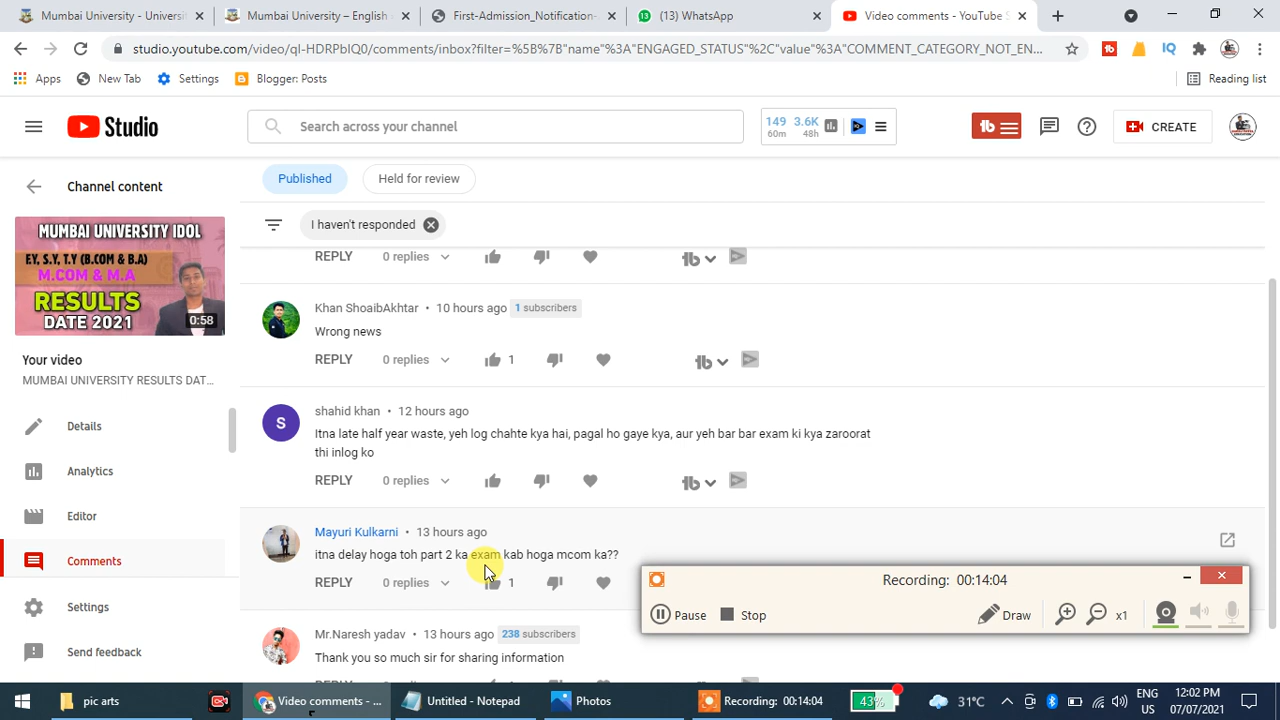 Mumbai University - Universi
Mumbai University – English
First-Admission_Notification-
(13) WhatsApp
Video comments - YouTube S
studio.youtube.com/video/ql-HDRPbIQ0/comments/inbox?filter=%5B%7B"name"%3A"ENGAGED_STATUS"%2C"value"%3A"COMMENT_CATEGORY_NOT_EN...
IQ
Apps
New Tab
Settings
Blogger: Posts
Reading list
Studio
Search across your channel
149 3.6K
60m 48h
CREATE
Channel content
Published
Held for review
I haven't responded
MUMBAI UNIVERSITY IDOL
F.Y, S.Y, T.Y (B.COM & B.A)
M.COM & M.A
RESULTS
DATE 2021
0:58
Your video
MUMBAI UNIVERSITY RESULTS DAT...
Details
Analytics
Editor
Comments
Settings
Send feedback
REPLY 0 replies
Khan ShoaibAkhtar • 10 hours ago 1 subscribers
Wrong news
REPLY 0 replies 1
S
shahid khan • 12 hours ago
Itna late half year waste, yeh log chahte kya hai, pagal ho gaye kya, aur yeh bar bar exam ki kya zaroorat
thi inlog ko
REPLY 0 replies
Mayuri Kulkarni • 13 hours ago
itna delay hoga toh part 2 ka exam kab hoga mcom ka??
REPLY 0 replies 1
Mr.Naresh yadav • 13 hours ago 238 subscribers
Thank you so much sir for sharing information
Recording: 00:14:04
Pause Stop Draw x1
pic arts
Video comments - ...
Untitled - Notepad
Photos
Recording: 00:14:04
43%
31°C
ENG
US
12:02 PM
07/07/2021